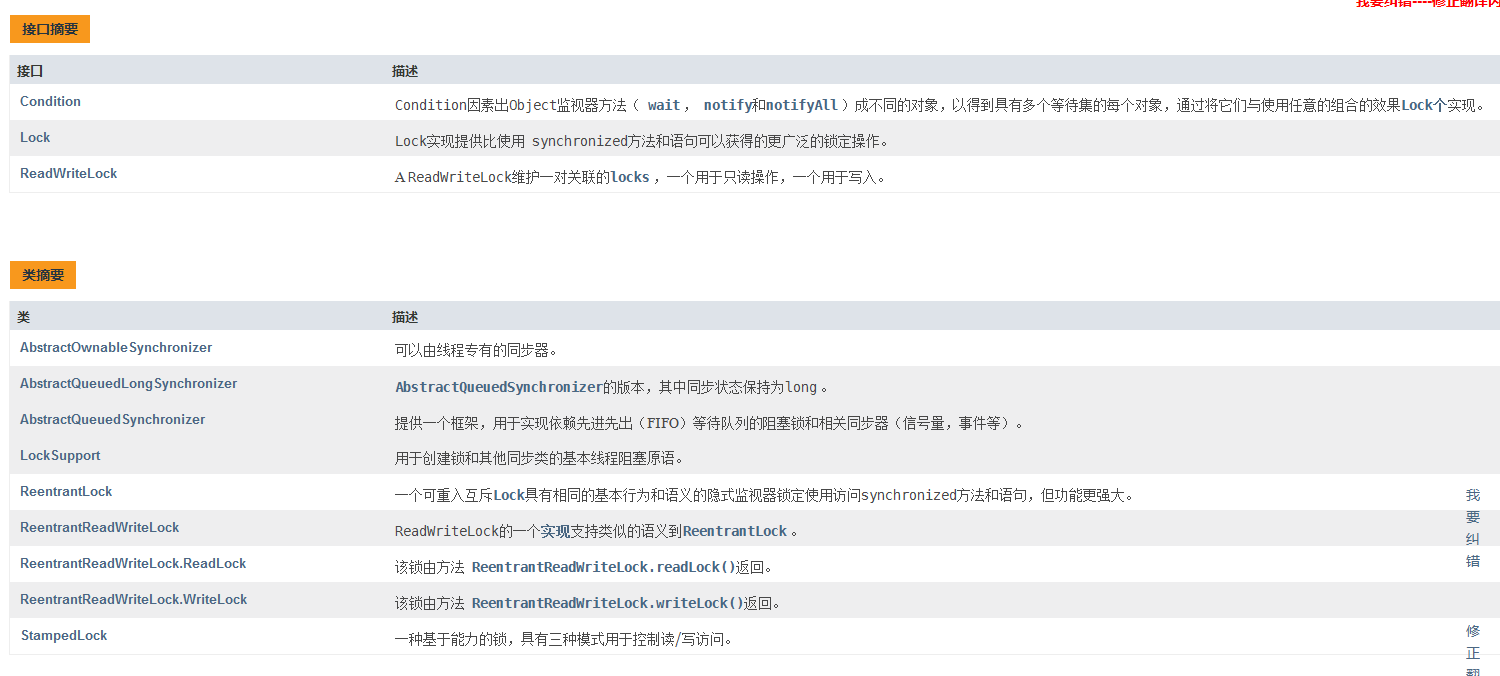 我要纠错----修正翻译内
接口摘要
接口 描述
Condition Condition因素出Object监视器方法（ wait ， notify和notifyAll ）成不同的对象，以得到具有多个等待集的每个对象，通过将它们与使用任意的组合的效果Lock个实现。
Lock Lock实现提供比使用 synchronized方法和语句可以获得的更广泛的锁定操作。
ReadWriteLock A ReadWriteLock维护一对关联的locks ，一个用于只读操作，一个用于写入。
类摘要
类 描述
AbstractOwnableSynchronizer 可以由线程专有的同步器。
AbstractQueuedLongSynchronizer AbstractQueuedSynchronizer的版本，其中同步状态保持为long 。
AbstractQueuedSynchronizer 提供一个框架，用于实现依赖先进先出（FIFO）等待队列的阻塞锁和相关同步器（信号量，事件等）。
LockSupport 用于创建锁和其他同步类的基本线程阻塞原语。
ReentrantLock 一个可重入互斥Lock具有相同的基本行为和语义的隐式监视器锁定使用访问synchronized方法和语句，但功能更强大。
ReentrantReadWriteLock ReadWriteLock的一个实现支持类似的语义到ReentrantLock 。
ReentrantReadWriteLock.ReadLock 该锁由方法 ReentrantReadWriteLock.readLock()返回。
ReentrantReadWriteLock.WriteLock 该锁由方法 ReentrantReadWriteLock.writeLock()返回。
StampedLock 一种基于能力的锁，具有三种模式用于控制读/写访问。
我
要
纠
错
修
正
翻